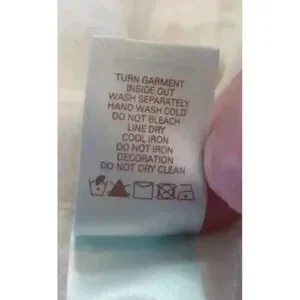 TURN GARMENT
INSIDE OUT
WASH SEPARATELY
HAND WASH COLD
DO NOT BLEACH
LINE DRY
COOL IRON
DO NOT IRON
DECORATION
DO NOT DRY CLEAN